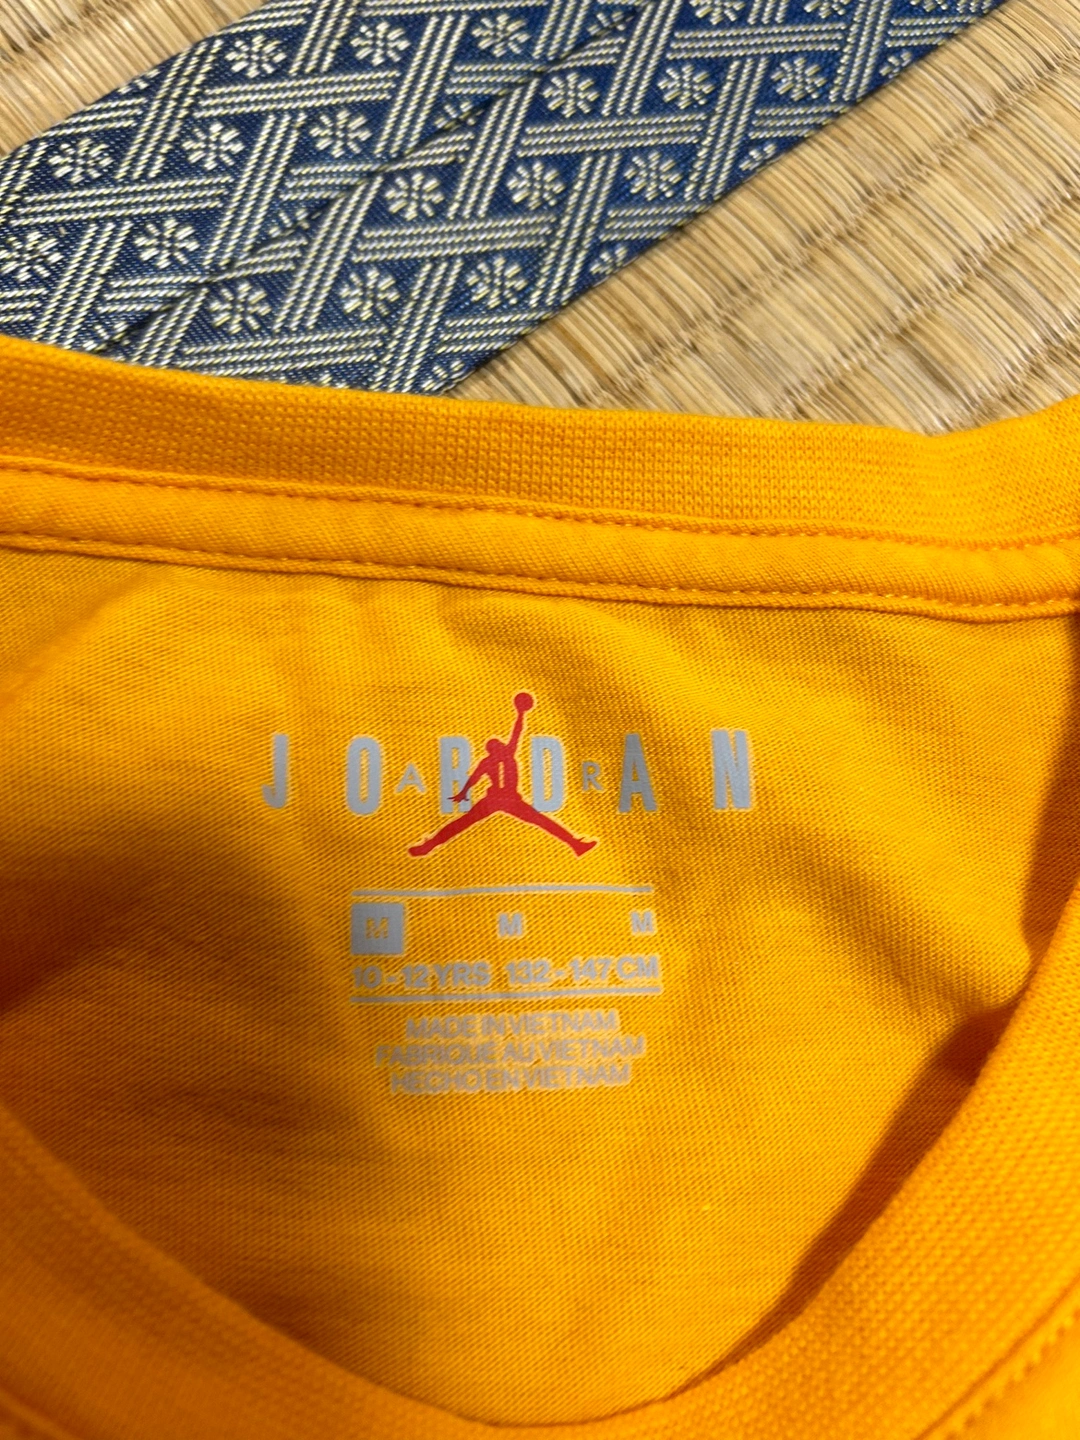 JORDAN
AIR
M M M
10-12 YRS 132-147 CM
MADE IN VIETNAM
FABRIQUÉ AU VIETNAM
HECHO EN VIETNAM